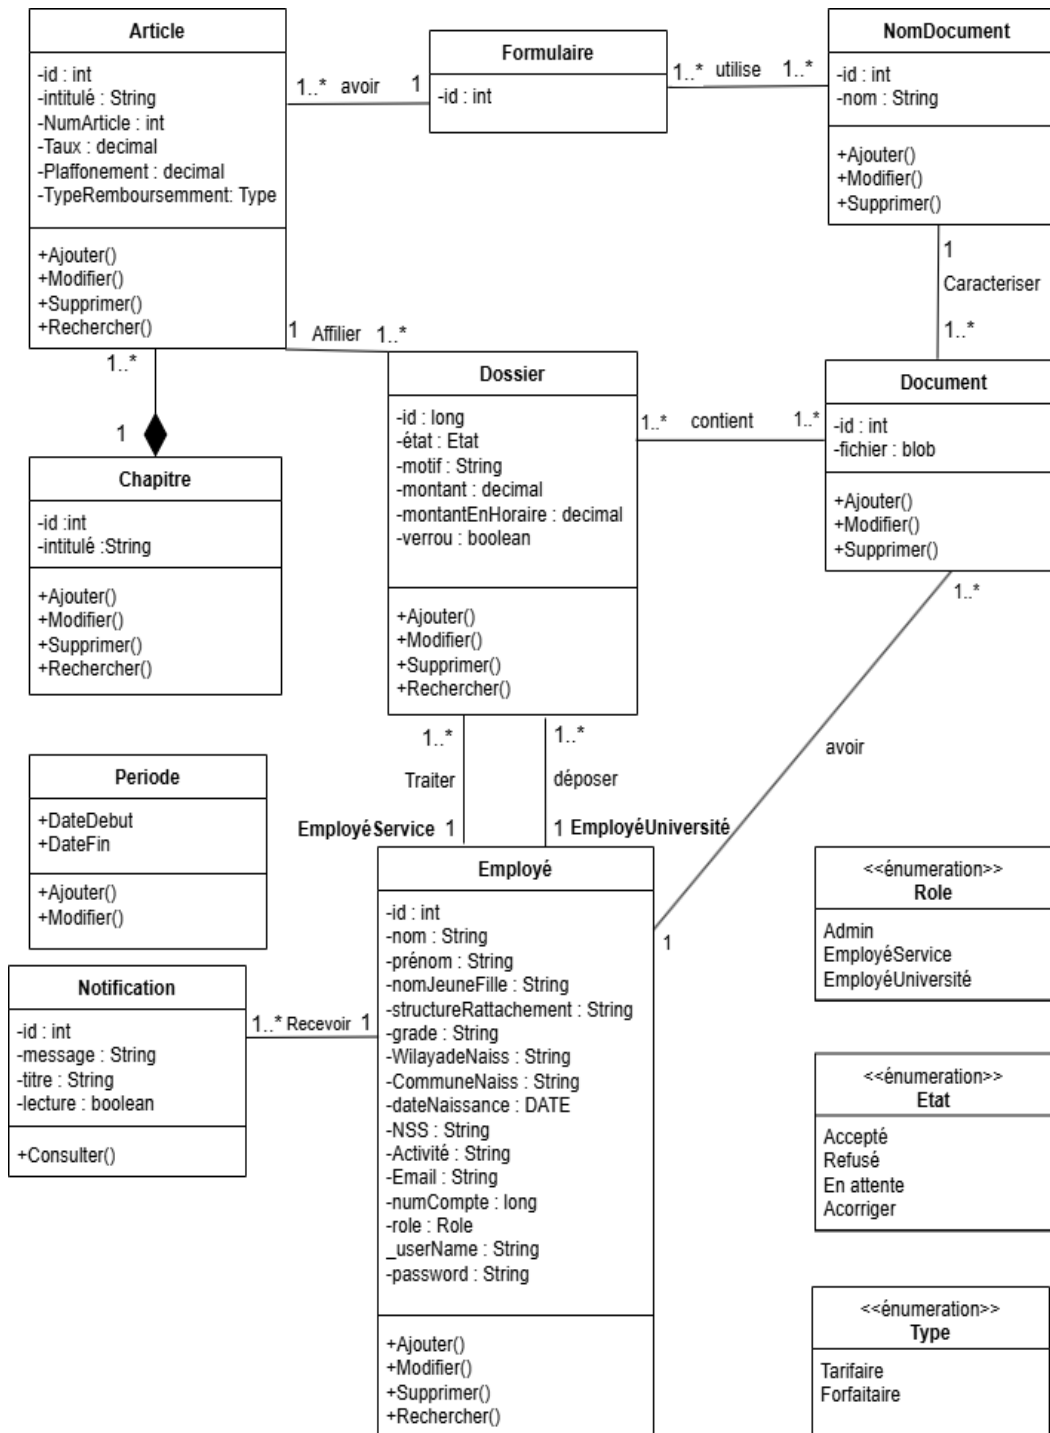 Article
-id : int
-intitulé : String
-NumArticle : int
-Taux : decimal
-Plaffonement : decimal
-TypeRemboursemment: Type
+Ajouter()
+Modifier()
+Supprimer()
+Rechercher()
1..* avoir 1
Formulaire
-id : int
1..* utilise 1..*
NomDocument
-id : int
-nom : String
+Ajouter()
+Modifier()
+Supprimer()
1
Caracteriser
1..*
1 Affilier 1..*
1..*
1
Chapitre
-id :int
-intitulé :String
+Ajouter()
+Modifier()
+Supprimer()
+Rechercher()
Dossier
-id : long
-état : Etat
-motif : String
-montant : decimal
-montantEnHoraire : decimal
-verrou : boolean
+Ajouter()
+Modifier()
+Supprimer()
+Rechercher()
1..* contient 1..*
Document
-id : int
-fichier : blob
+Ajouter()
+Modifier()
+Supprimer()
1..*
avoir
1
1..*
Traiter
EmployéService 1
1..*
déposer
1 EmployéUniversité
Periode
+DateDebut
+DateFin
+Ajouter()
+Modifier()
Notification
-id : int
-message : String
-titre : String
-lecture : boolean
+Consulter()
1..* Recevoir 1
Employé
-id : int
-nom : String
-prénom : String
-nomJeuneFille : String
-structureRattachement : String
-grade : String
-WilayadeNaiss : String
-CommuneNaiss : String
-dateNaissance : DATE
-NSS : String
-Activité : String
-Email : String
-numCompte : long
-role : Role
_userName : String
-password : String
+Ajouter()
+Modifier()
+Supprimer()
+Rechercher()
<<énumeration>>
Role
Admin
EmployéService
EmployéUniversité
<<énumeration>>
Etat
Accepté
Refusé
En attente
Acorriger
<<énumeration>>
Type
Tarifaire
Forfaitaire